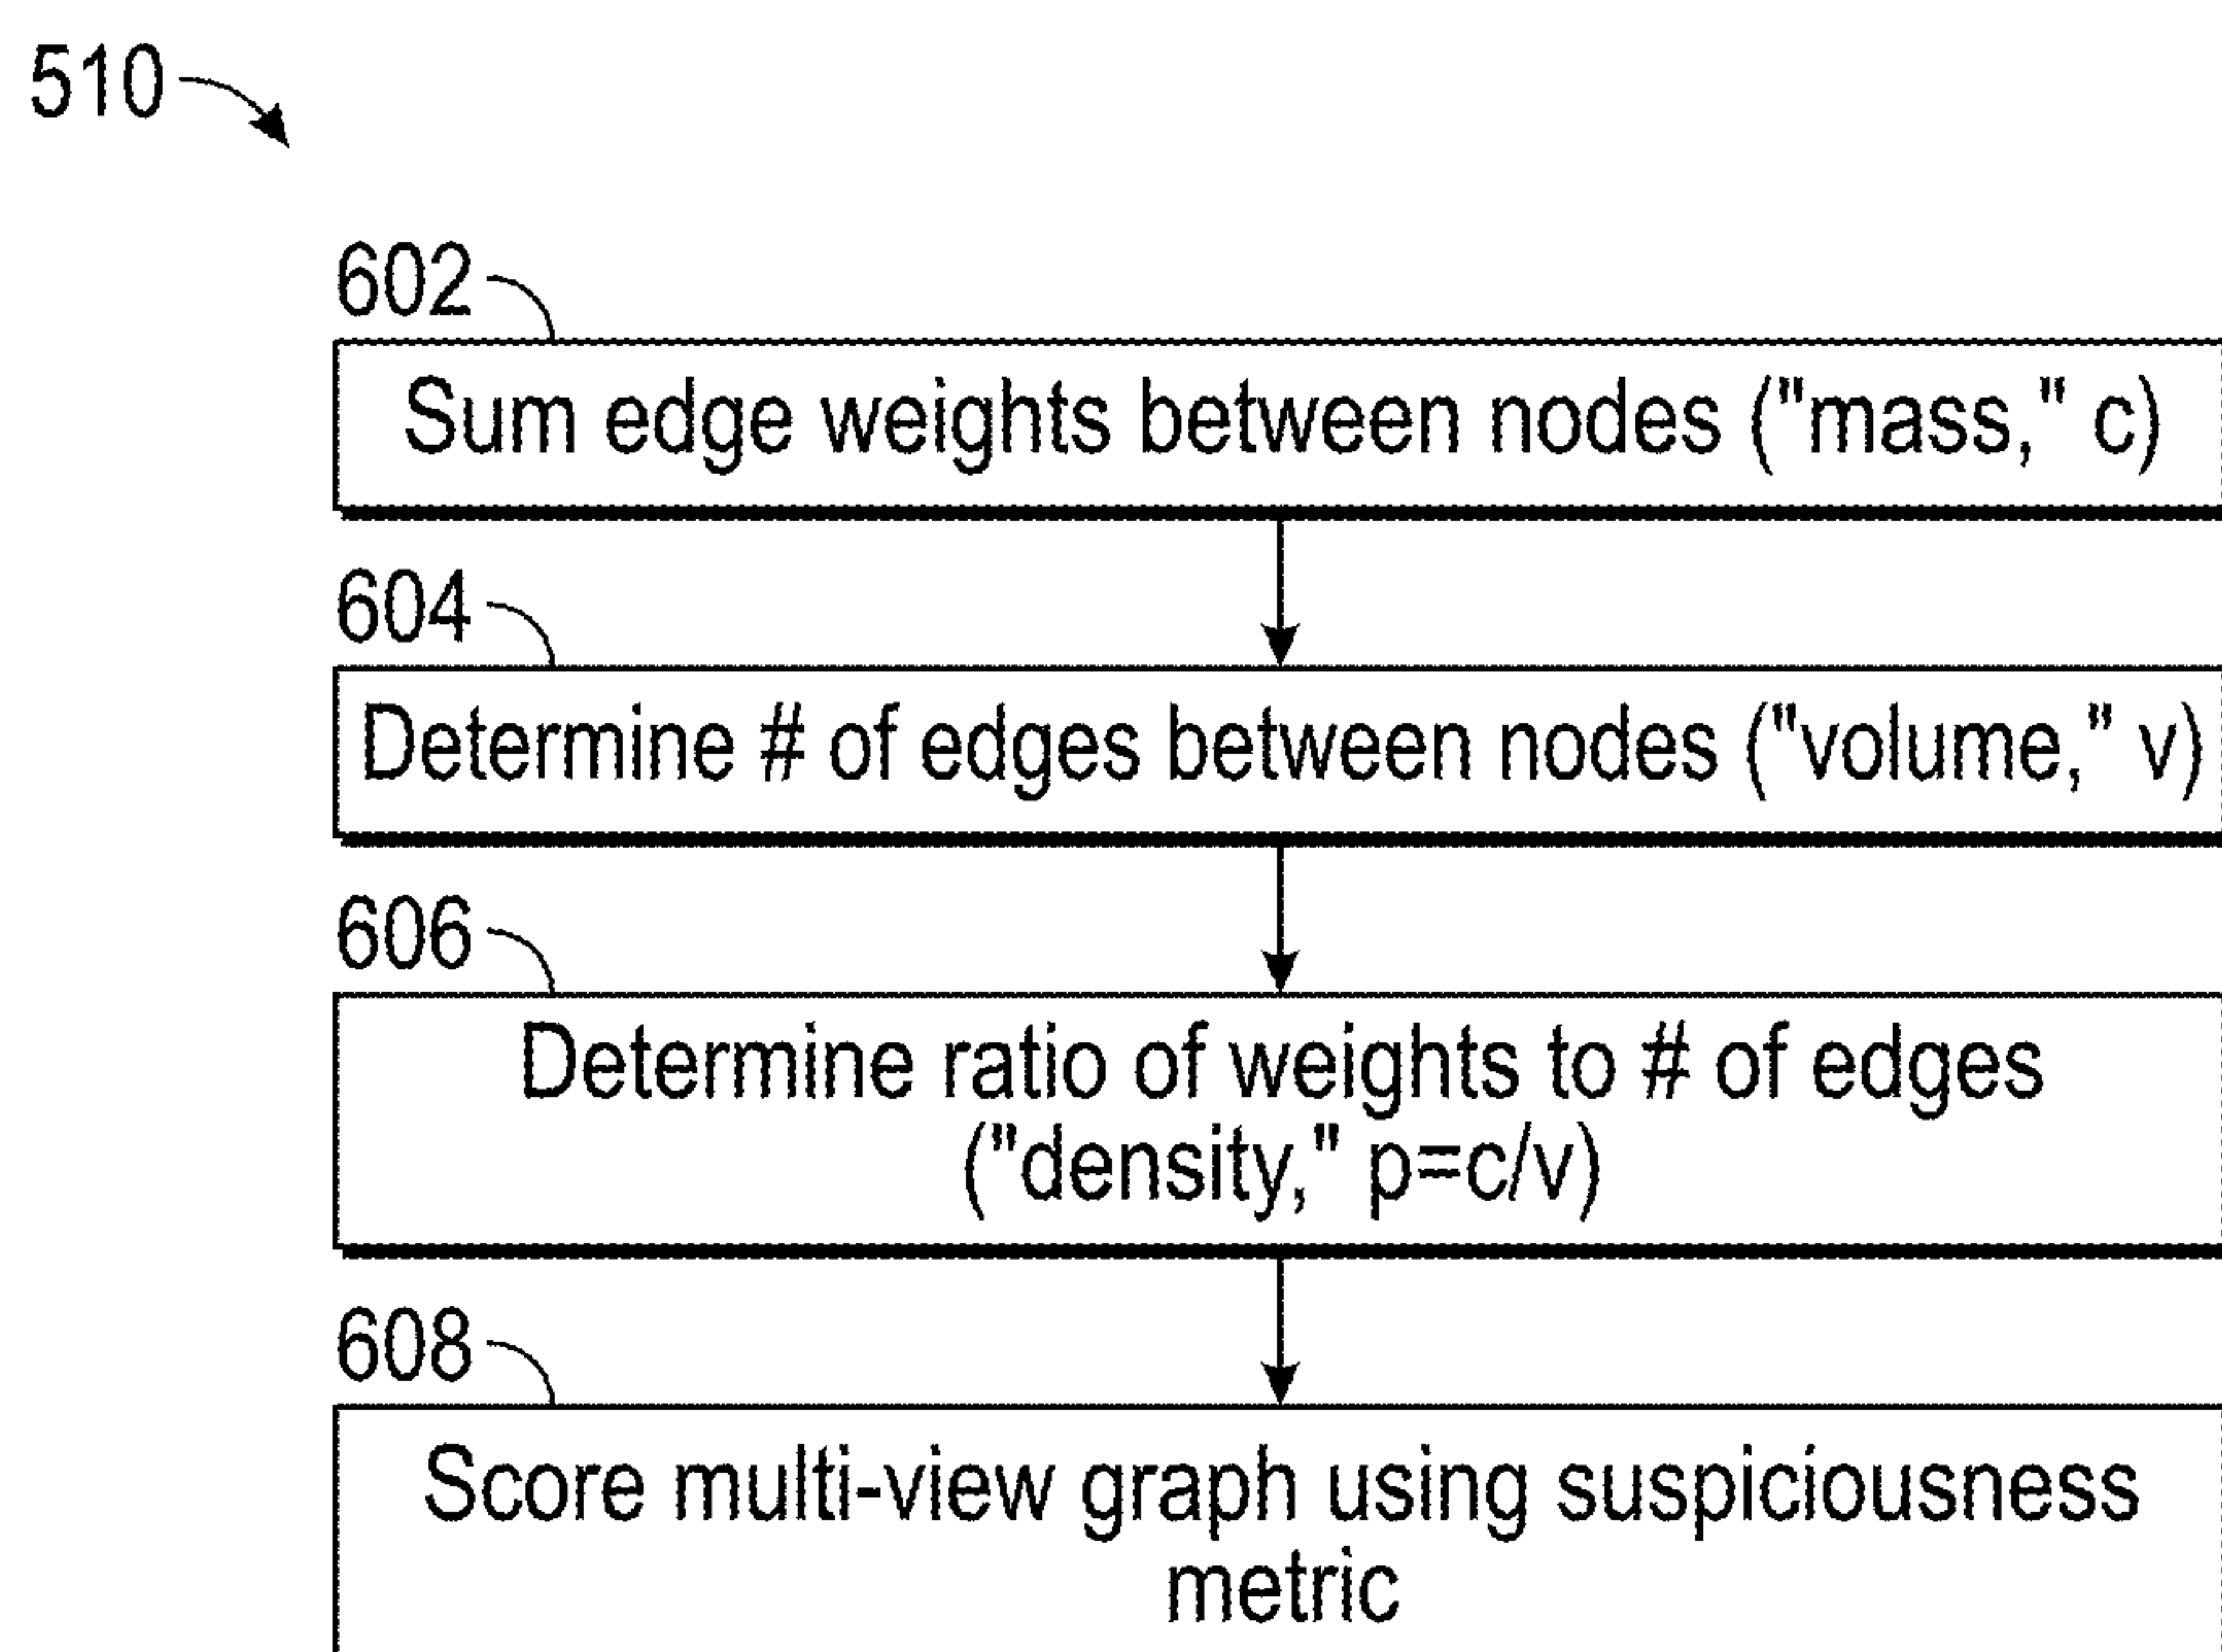 510
602
Sum edge weights between nodes ("mass," c)
604
Determine # of edges between nodes ("volume," v)
606
Determine ratio of weights to # of edges
("density," p=c/v)
608
Score multi-view graph using suspiciousness
metric